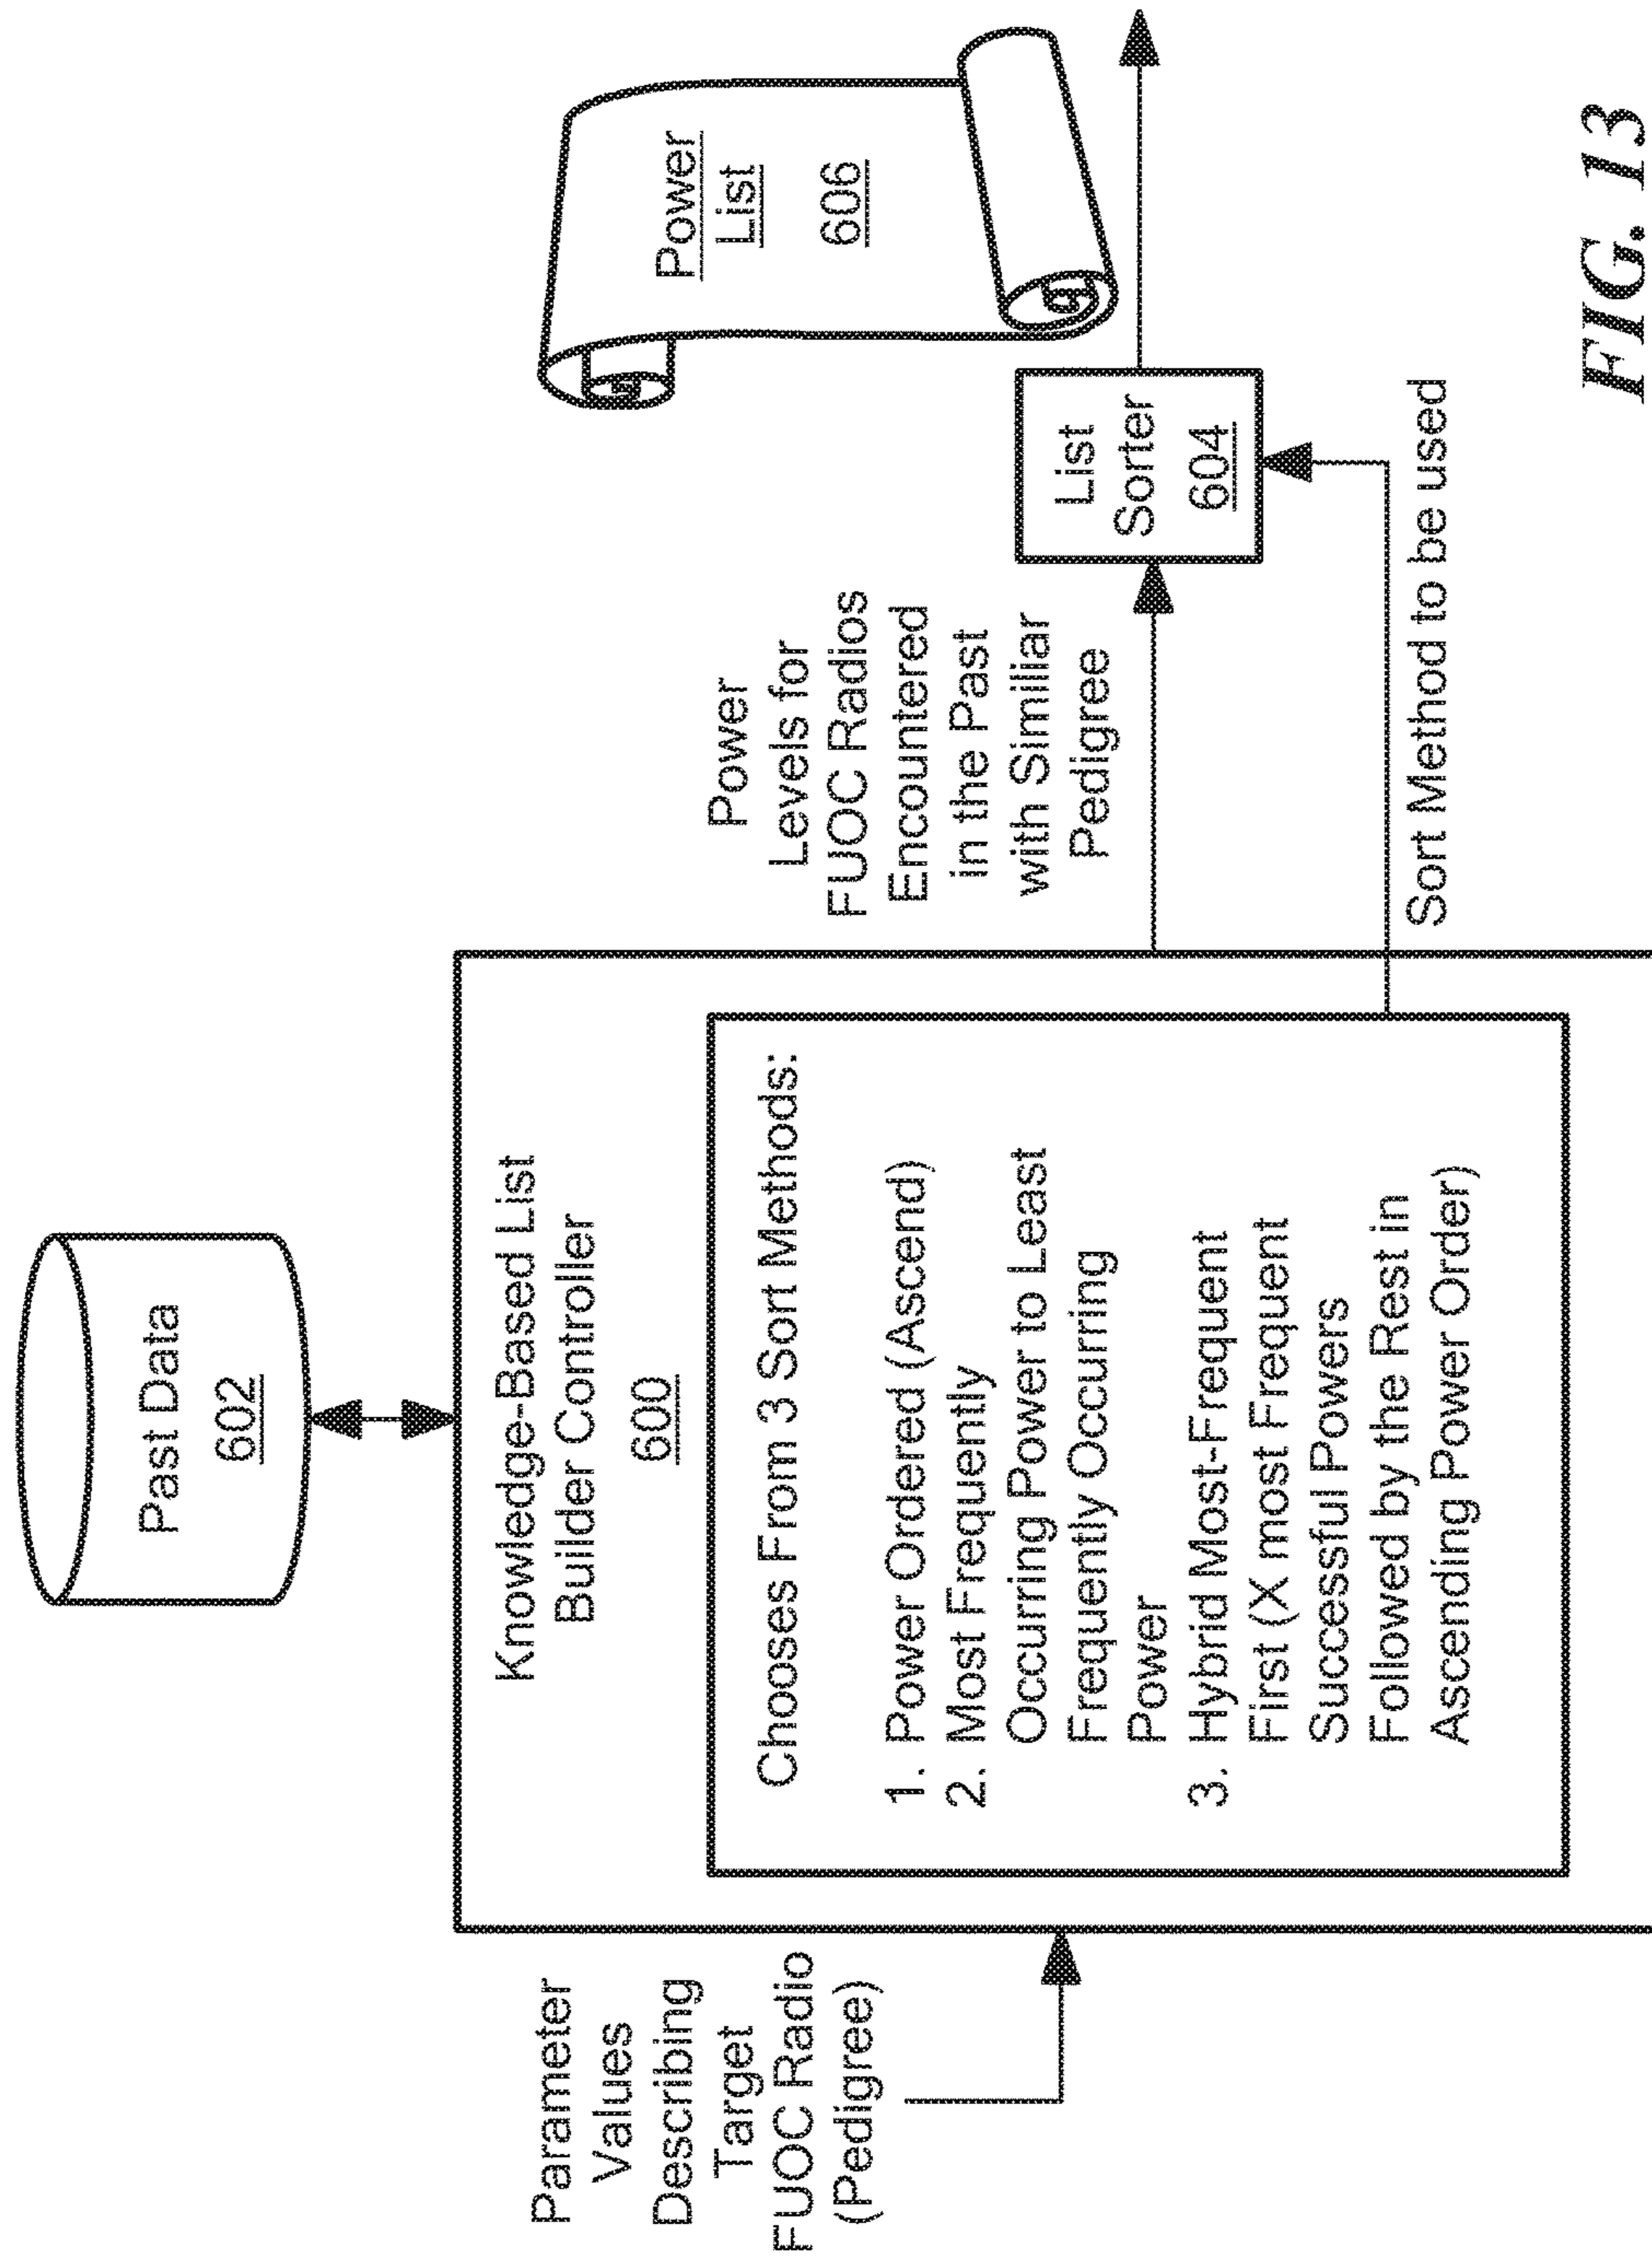 Past Data
602
Knowledge-Based List
Builder Controller
600
Chooses From 3 Sort Methods:
1. Power Ordered (Ascend)
2. Most Frequently
Occurring Power to Least
Frequently Occurring
Power
3. Hybrid Most-Frequent
First (X most Frequent
Successful Powers
Followed by the Rest in
Ascending Power Order)
Parameter
Values
Describing
Target
FUOC Radio
(Pedigree)
Power
Levels for
FUOC Radios
Encountered
in the Past
with Similiar
Pedigree
Sort Method to be used
List
Sorter
604
Power
List
606
FIG. 13